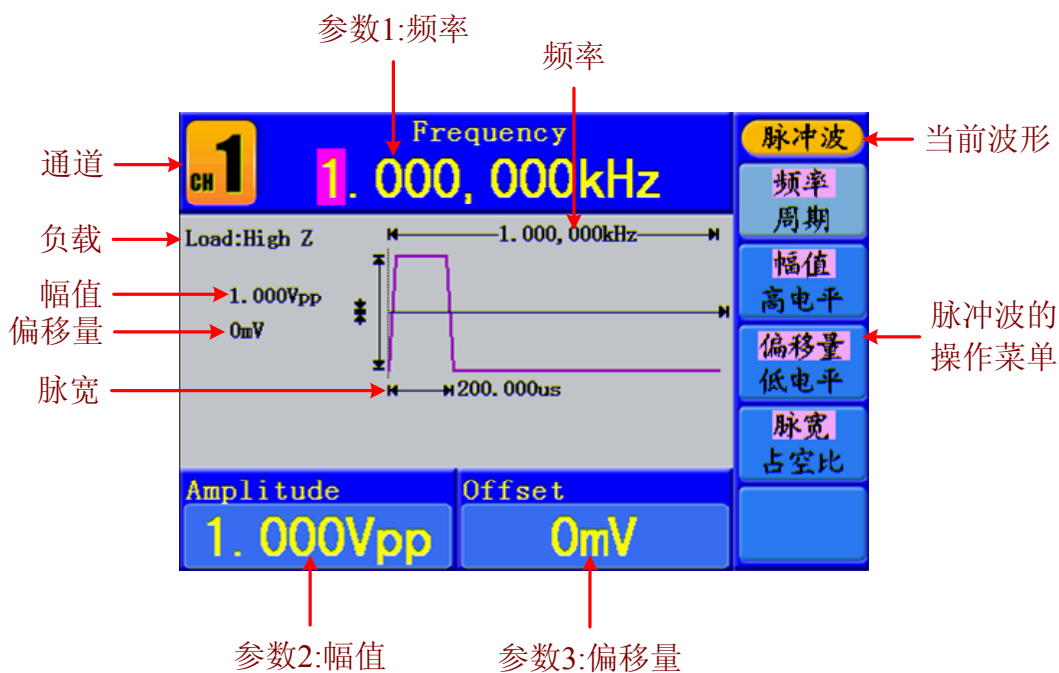 参数1:频率
频率
Frequency
CH 1
1.000,000kHz
脉冲波
当前波形
通道
频率
周期
负载
Load:High Z
1.000,000kHz
幅值
高电平
幅值
1.000Vpp
偏移量
0mV
偏移量
低电平
脉冲波的
操作菜单
脉宽
200.000us
脉宽
占空比
Amplitude
Offset
1.000Vpp
0mV
参数2:幅值
参数3:偏移量